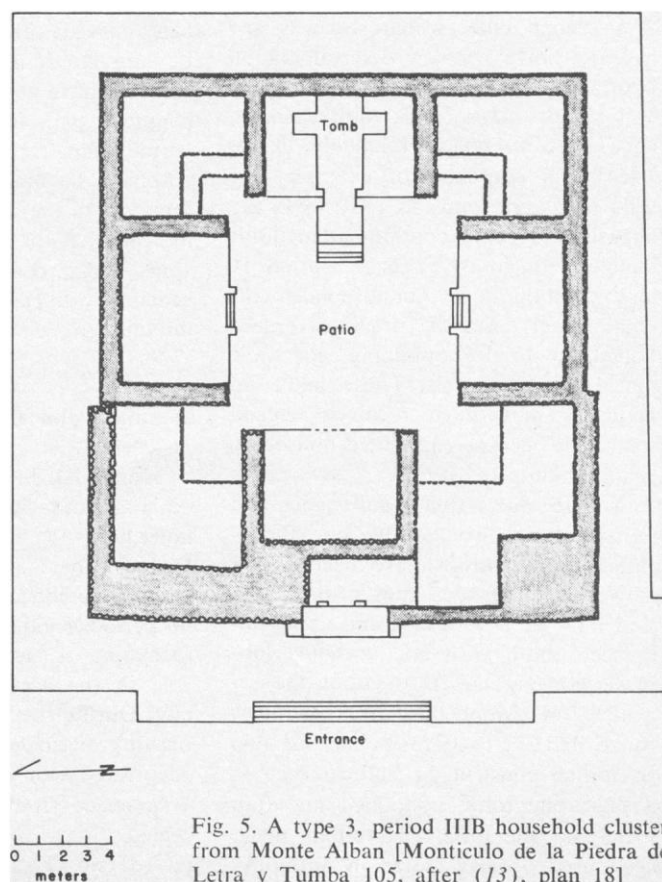 Tomb
Patio
Entrance
N
0 1 2 3 4
meters
Fig. 5. A type 3, period IIIB household cluster
from Monte Alban [Monticulo de la Piedra de
Letra y Tumba 105, after (13), plan 18]